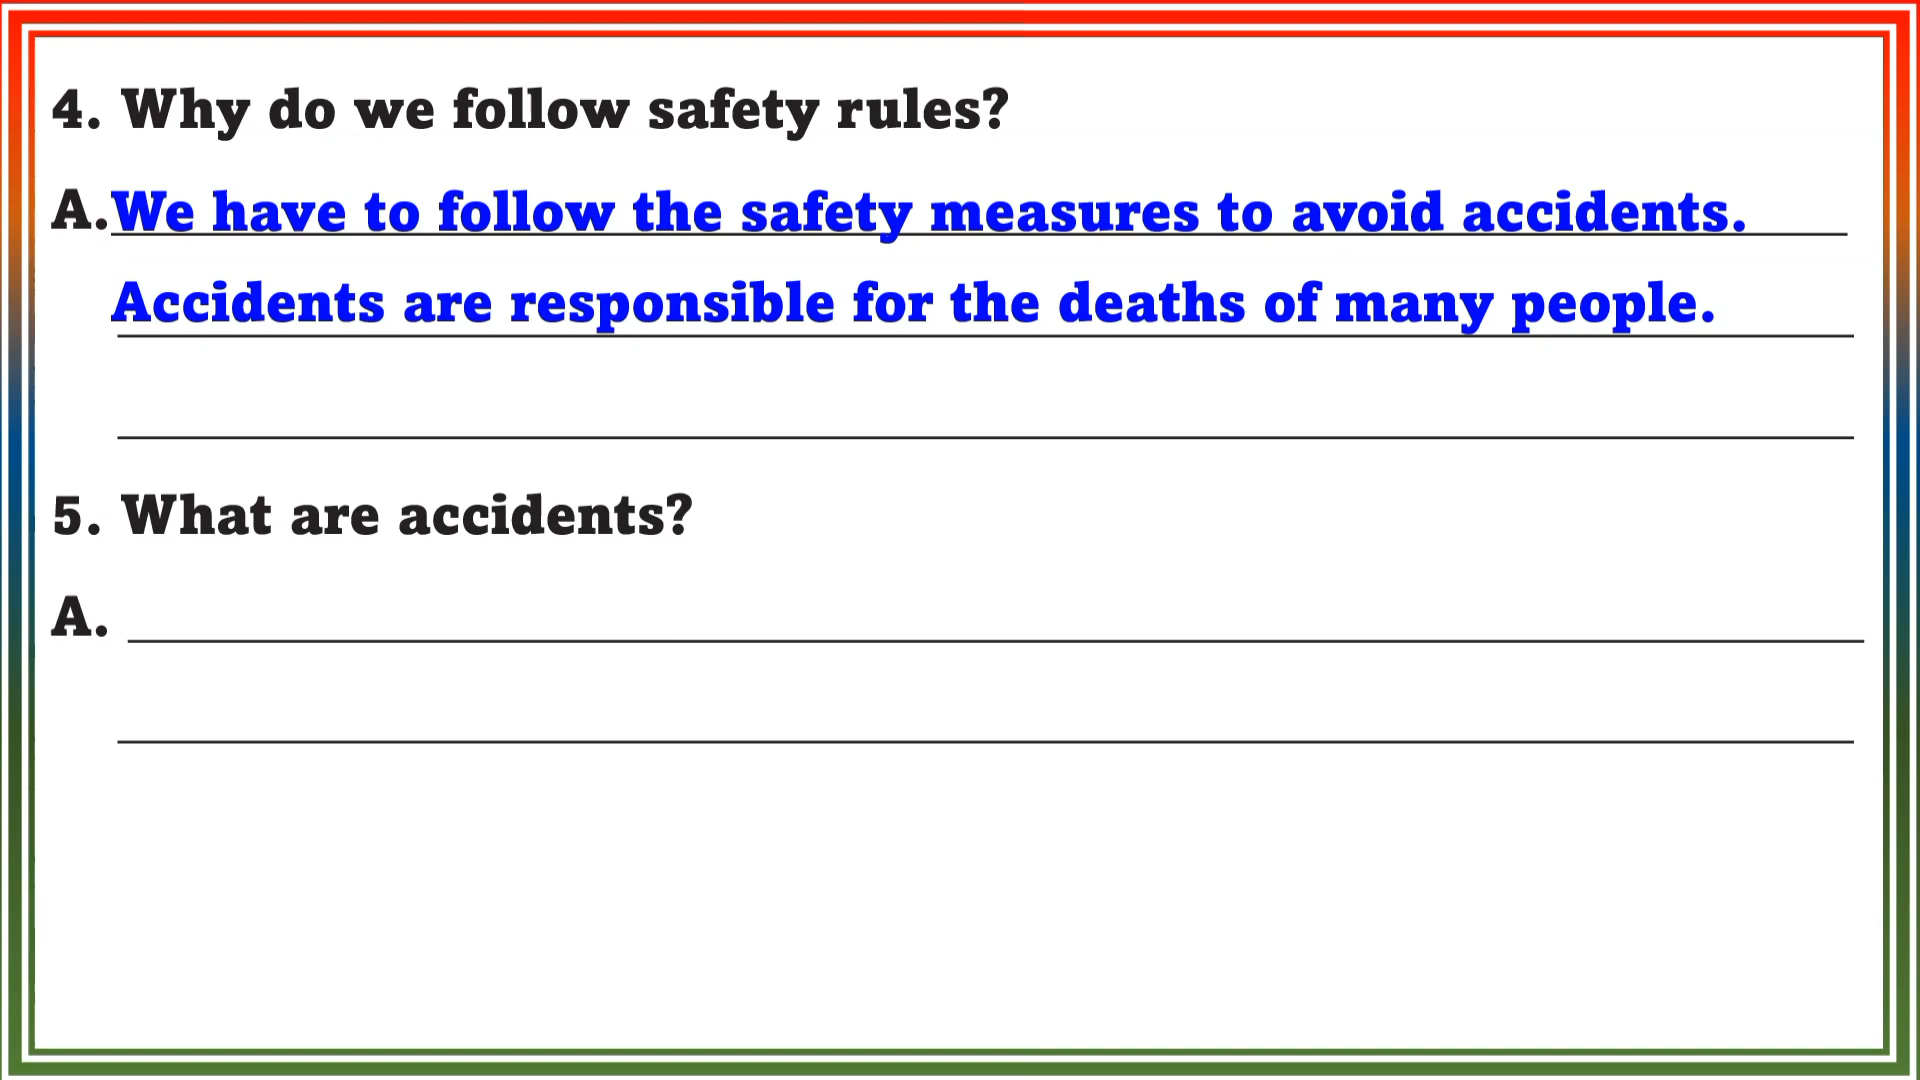 4. Why do we follow safety rules?
A. We have to follow the safety measures to avoid accidents.
Accidents are responsible for the deaths of many people.
5. What are accidents?
A.